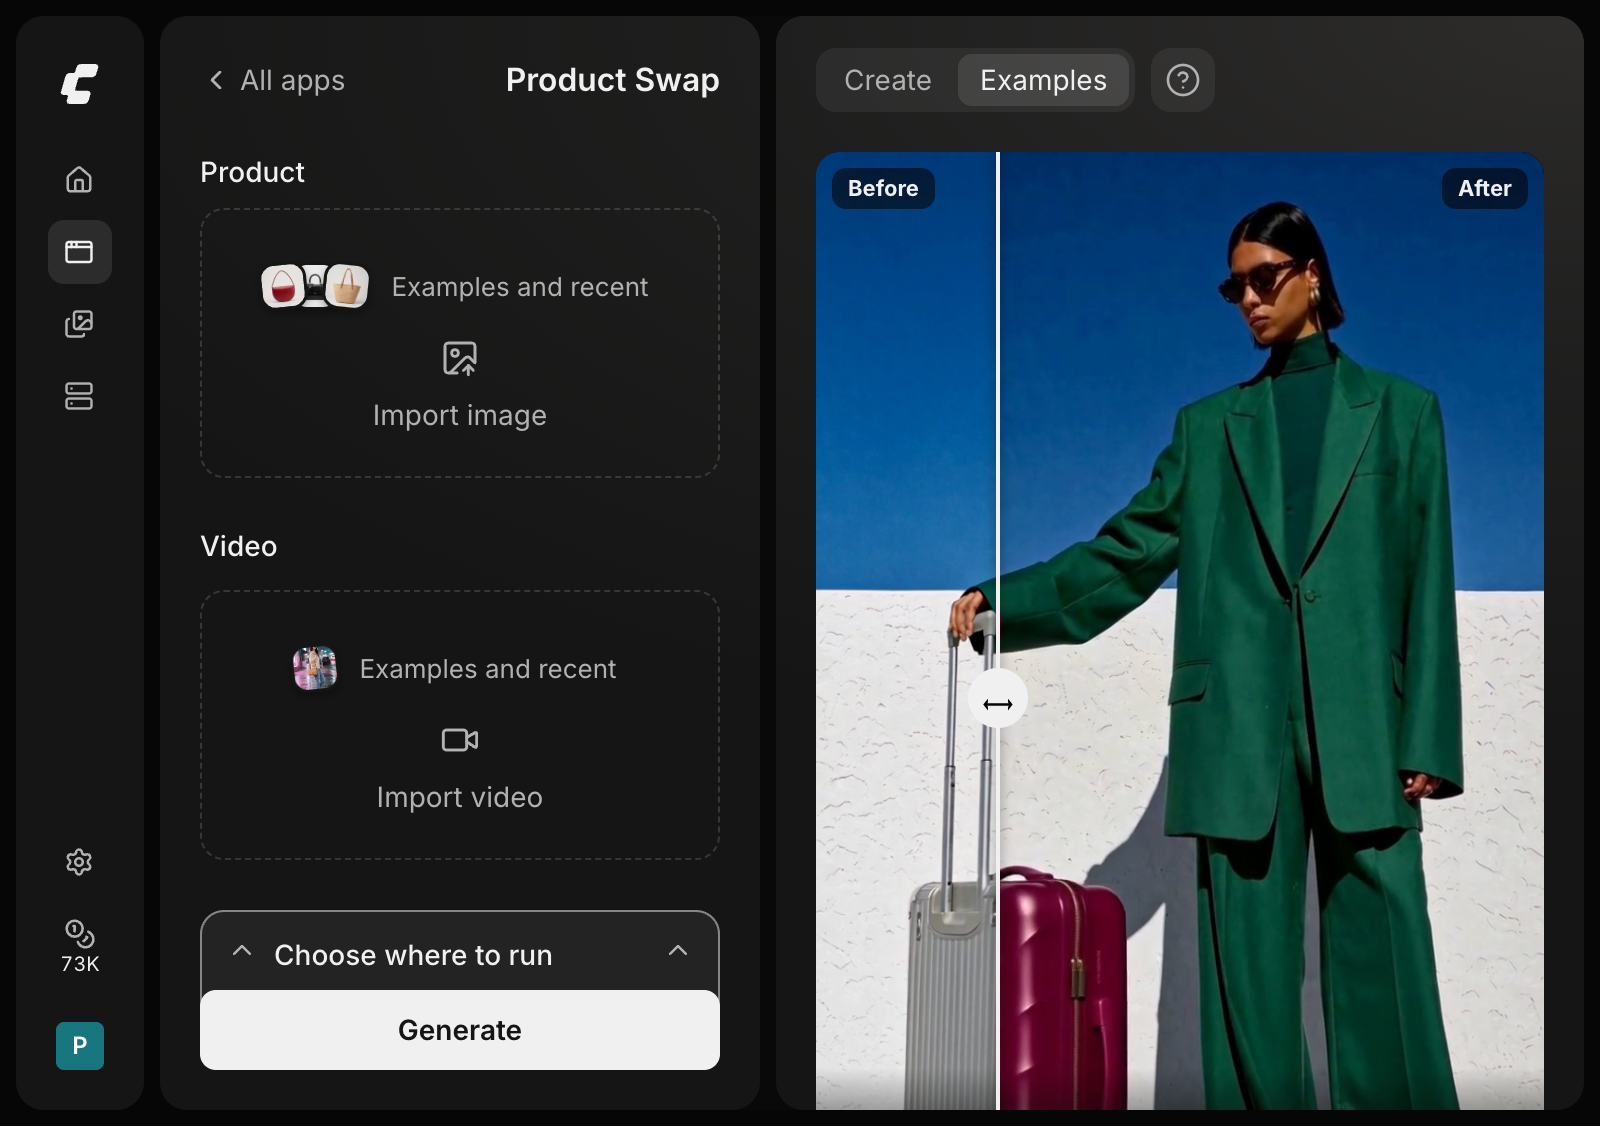 All apps
Product Swap
Product
Examples and recent
Import image
Video
Examples and recent
Import video
Choose where to run
Generate
73K
P
Create
Examples
Before
After